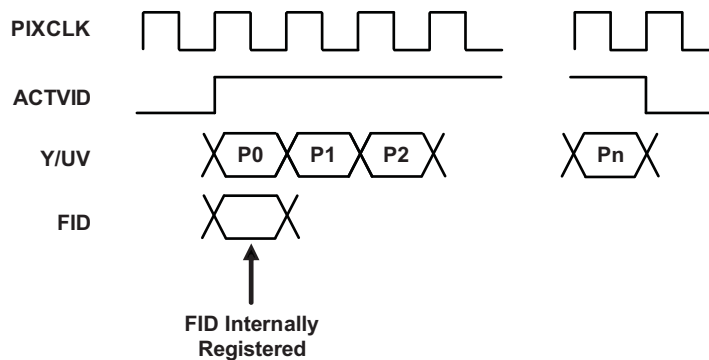 PIXCLK
ACTVID
Y/UV P0 P1 P2 Pn
FID
FID Internally
Registered